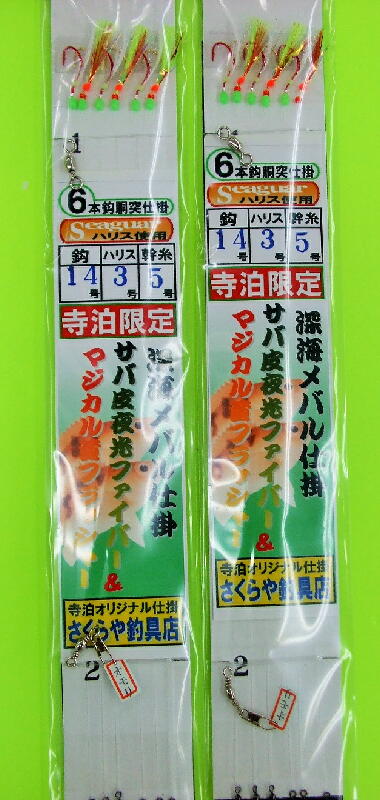 1
6本鈎胴突仕掛
Seaguar
ハリス使用
鈎 ハリス 幹糸
14号 3号 5号
寺泊限定
深海メバル仕掛
サバ皮夜光ファイバー&
マジカル蓄フラッシャー
寺泊オリジナル仕掛
さくらや釣具店
2
1
6本鈎胴突仕掛
Seaguar
ハリス使用
鈎 ハリス 幹糸
14号 3号 5号
寺泊限定
深海メバル仕掛
サバ皮夜光ファイバー&
マジカル蓄フラッシャー
寺泊オリジナル仕掛
さくらや釣具店
2